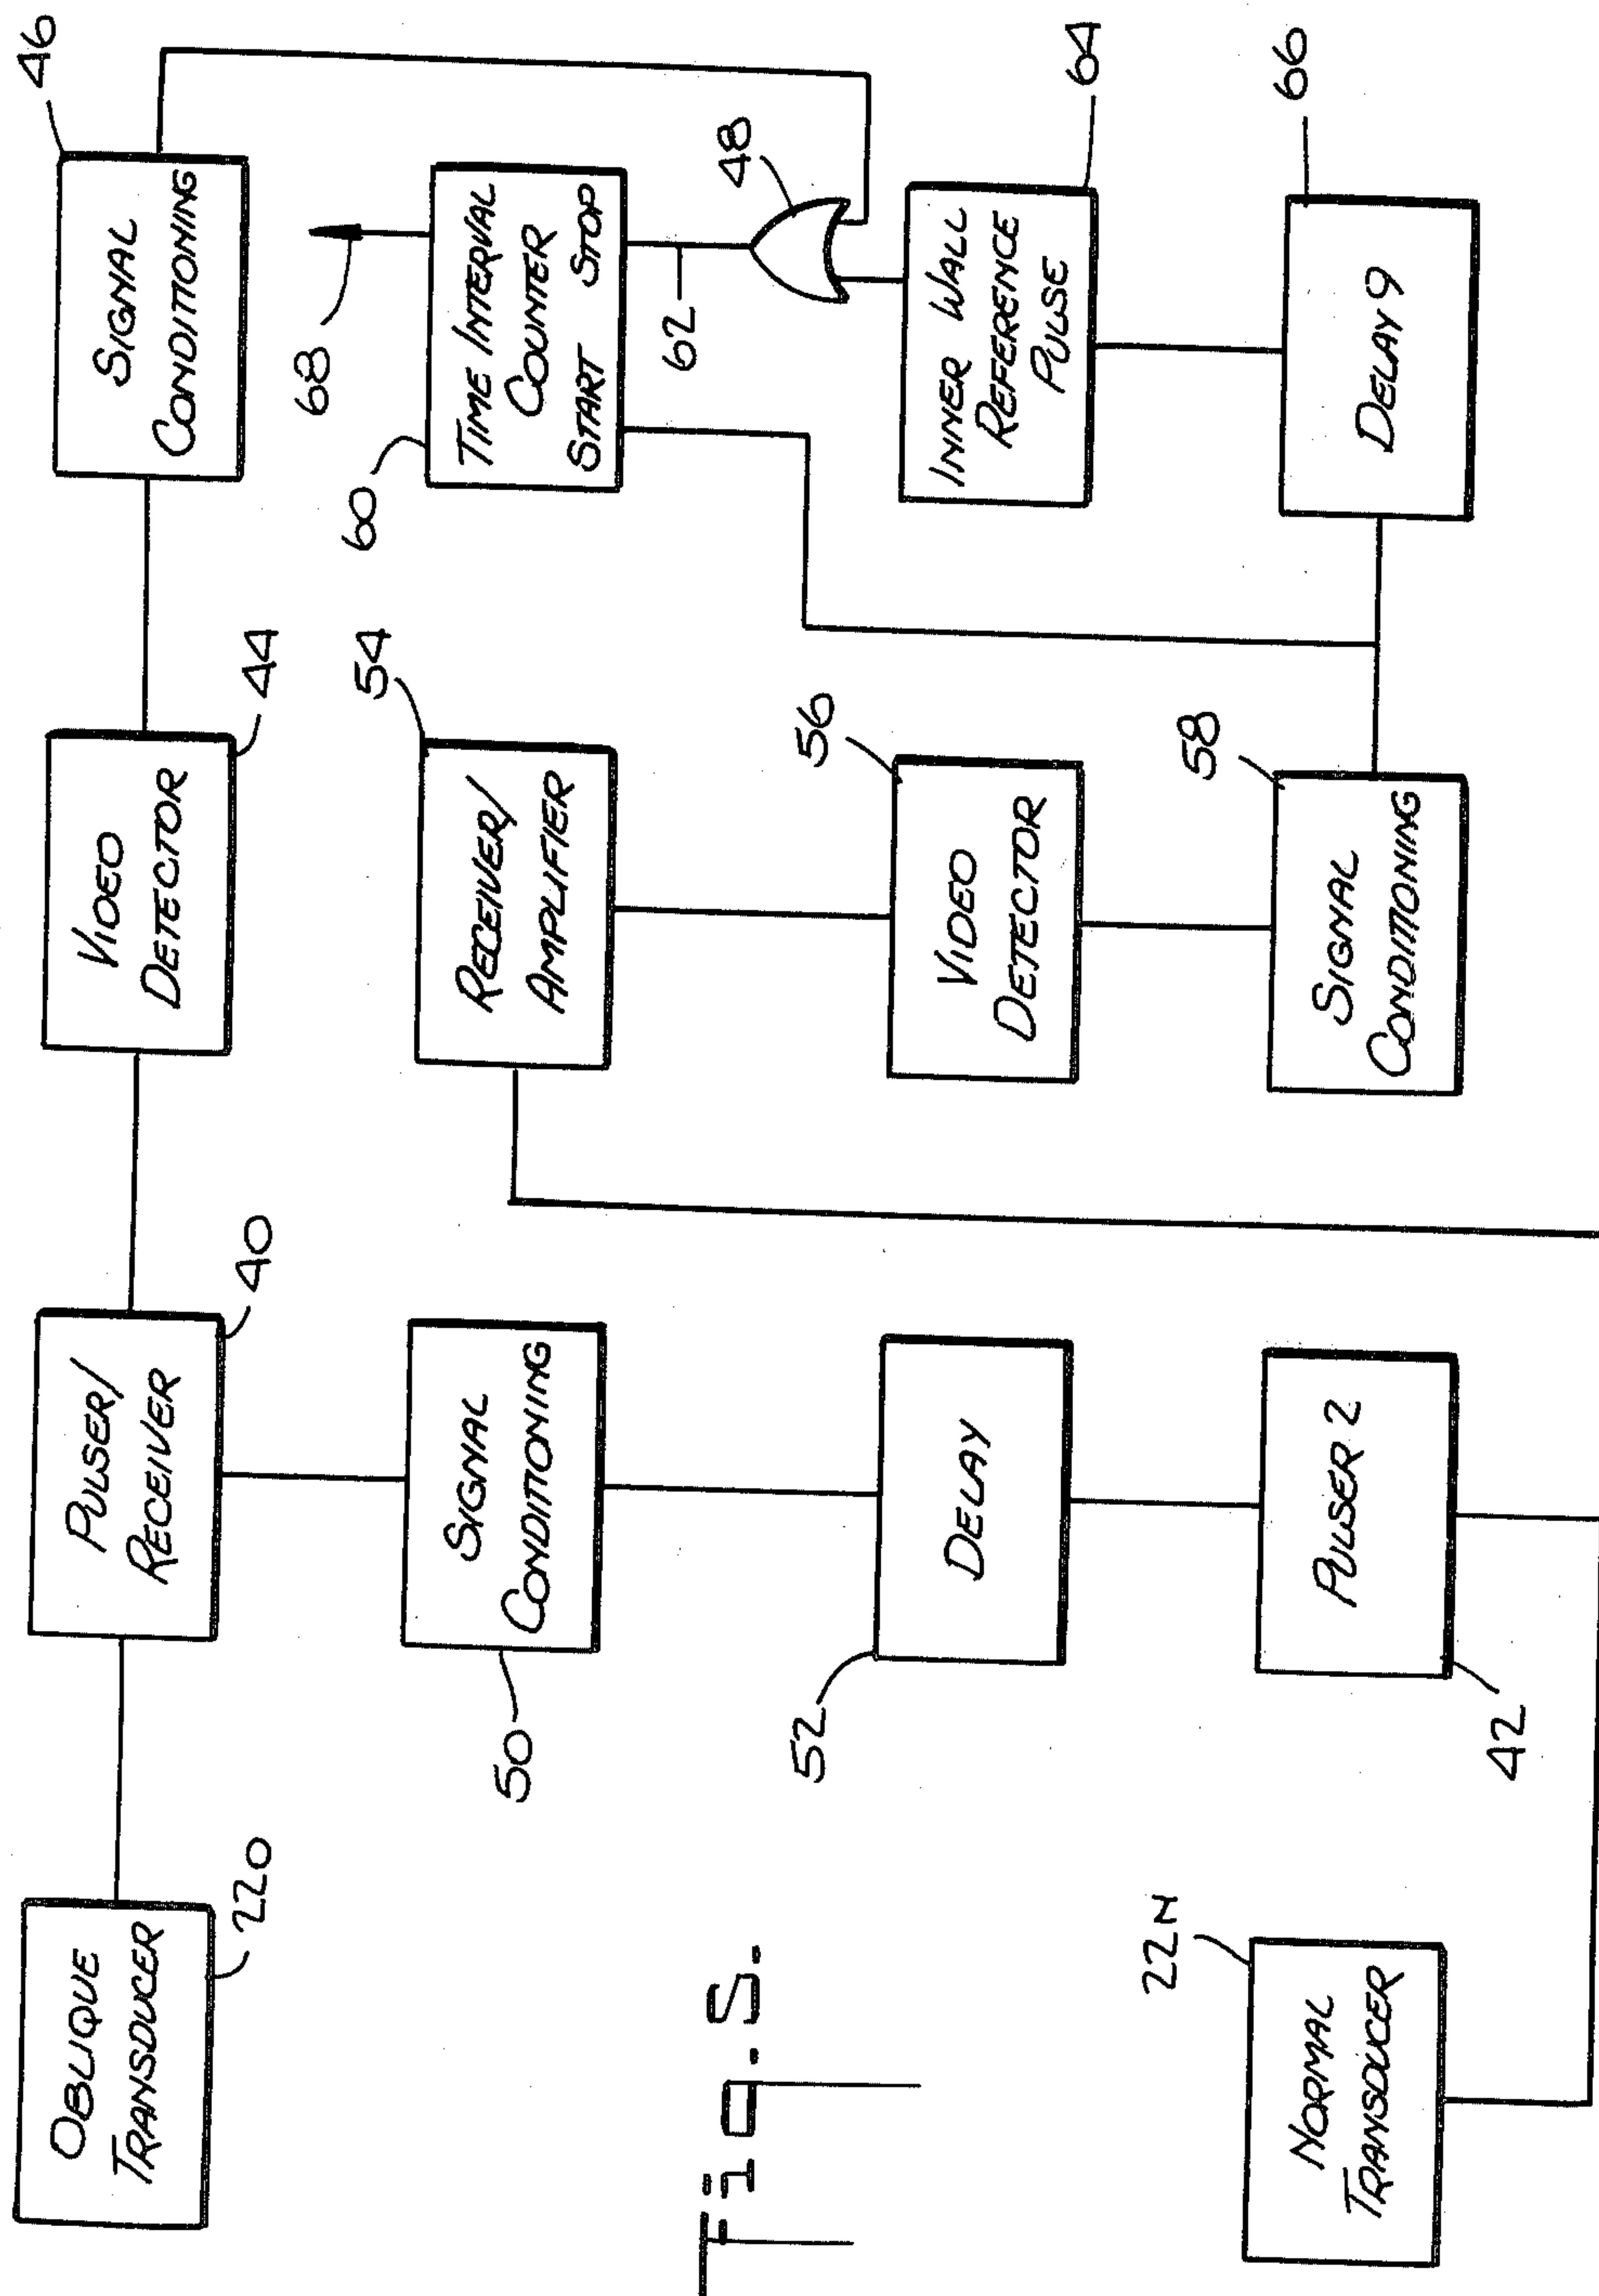 OBLIQUE
TRANSDUCER
220
PULSER/
RECEIVER
40
VIDEO
DETECTOR
44
SIGNAL
CONDITIONING
46
SIGNAL
CONDITIONING
50
RECEIVER/
AMPLIFIER
54
TIME INTERVAL
COUNTER
START STOP
60
68
62
48
DELAY
52
VIDEO
DETECTOR
56
INNER WALL
REFERENCE
PULSE
64
NORMAL
TRANSDUCER
22N
PULSER 2
42
SIGNAL
CONDITIONING
58
DELAY 9
66
Fig. 5.